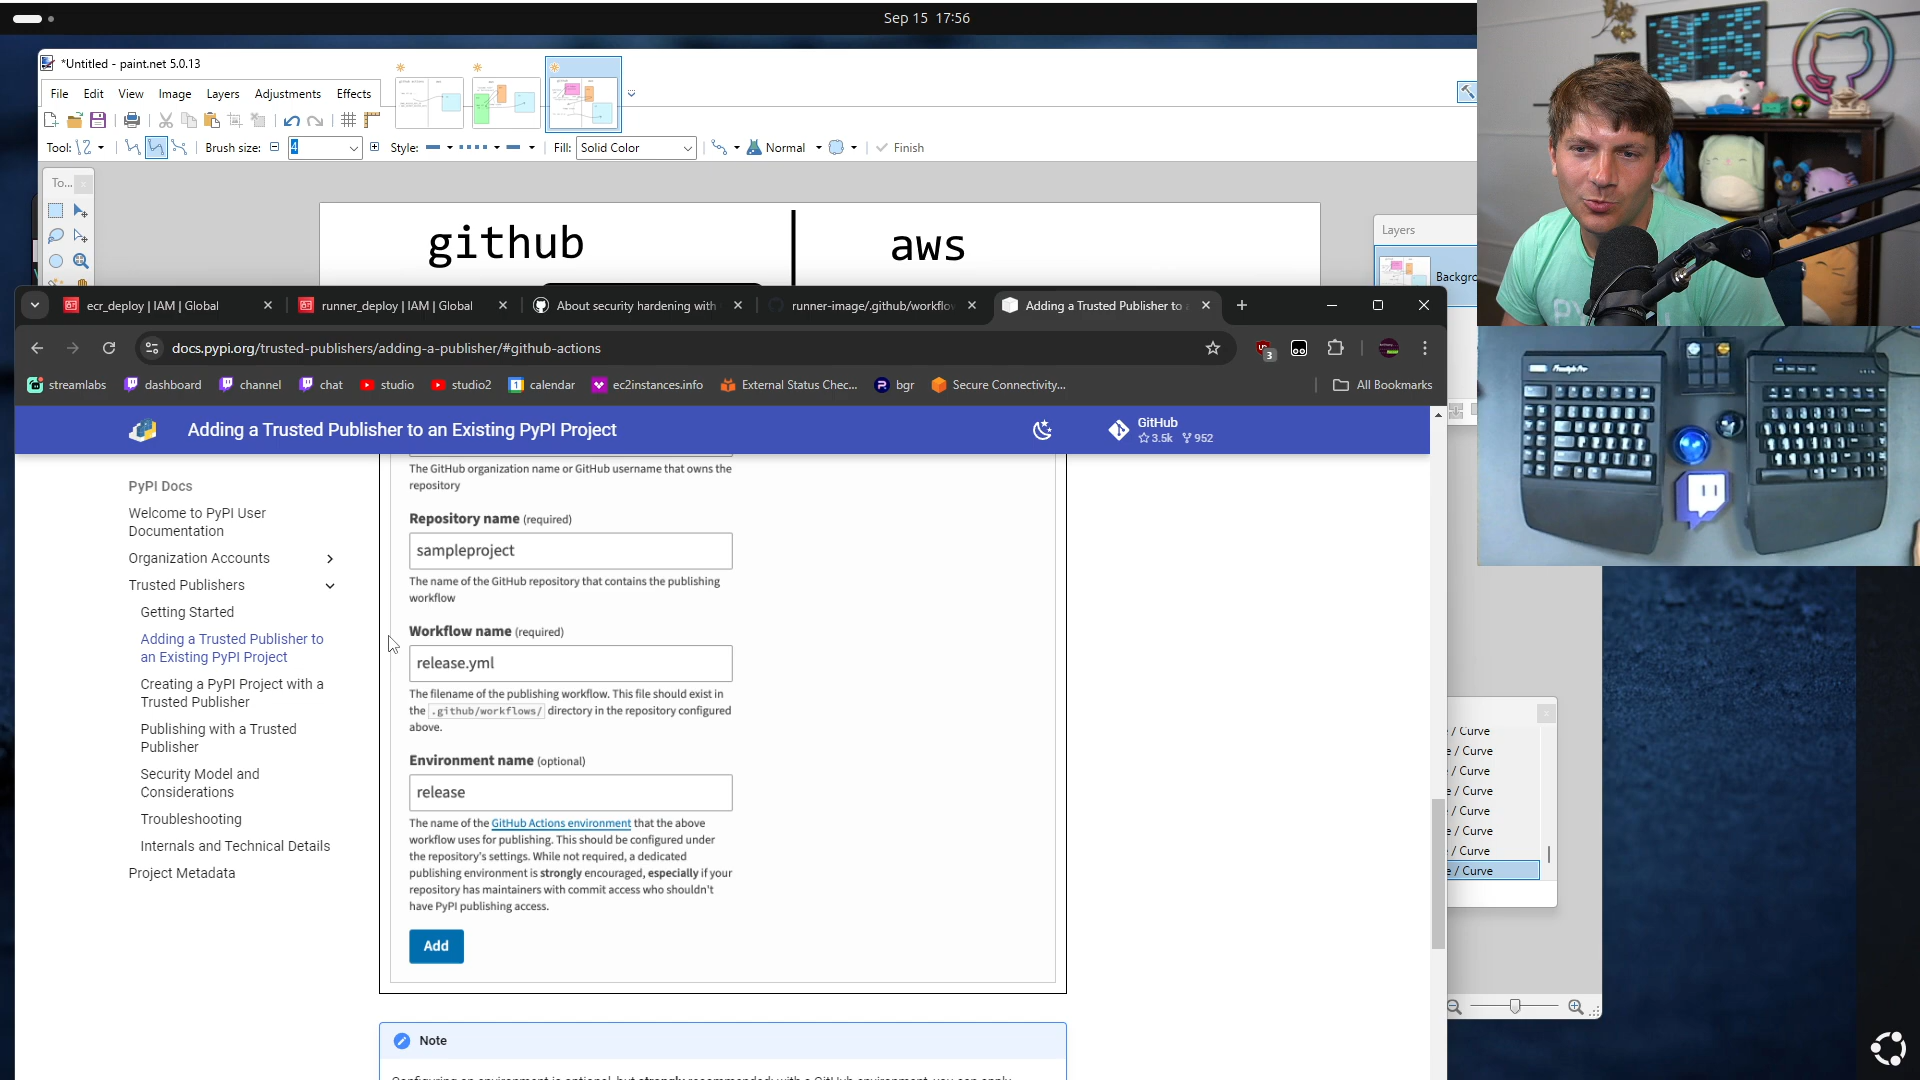 Sep 15 17:56
*Untitled - paint.net 5.0.13
File Edit View Image Layers Adjustments Effects
Tool: Brush size: 4 Style: Fill: Solid Color Normal Finish
To...
github aws
Layers
Backgro
ecr_deploy | IAM | Global
runner_deploy | IAM | Global
About security hardening with
runner-image/.github/workflo
Adding a Trusted Publisher to
docs.pypi.org/trusted-publishers/adding-a-publisher/#github-actions
3
streamlabs dashboard channel chat studio studio2 calendar ec2instances.info External Status Chec... bgr Secure Connectivity... All Bookmarks
Adding a Trusted Publisher to an Existing PyPI Project
GitHub
3.5k 952
PyPI Docs
Welcome to PyPI User
Documentation
Organization Accounts
Trusted Publishers
Getting Started
Adding a Trusted Publisher to
an Existing PyPI Project
Creating a PyPI Project with a
Trusted Publisher
Publishing with a Trusted
Publisher
Security Model and
Considerations
Troubleshooting
Internals and Technical Details
Project Metadata
The GitHub organization name or GitHub username that owns the
repository
Repository name (required)
sampleproject
The name of the GitHub repository that contains the publishing
workflow
Workflow name (required)
release.yml
The filename of the publishing workflow. This file should exist in
the .github/workflows/ directory in the repository configured
above.
Environment name (optional)
release
The name of the GitHub Actions environment that the above
workflow uses for publishing. This should be configured under
the repository's settings. While not required, a dedicated
publishing environment is strongly encouraged, especially if your
repository has maintainers with commit access who shouldn't
have PyPI publishing access.
Add
Note
/ Curve
e / Curve
/ Curve
e / Curve
e / Curve
e / Curve
/ Curve
e / Curve